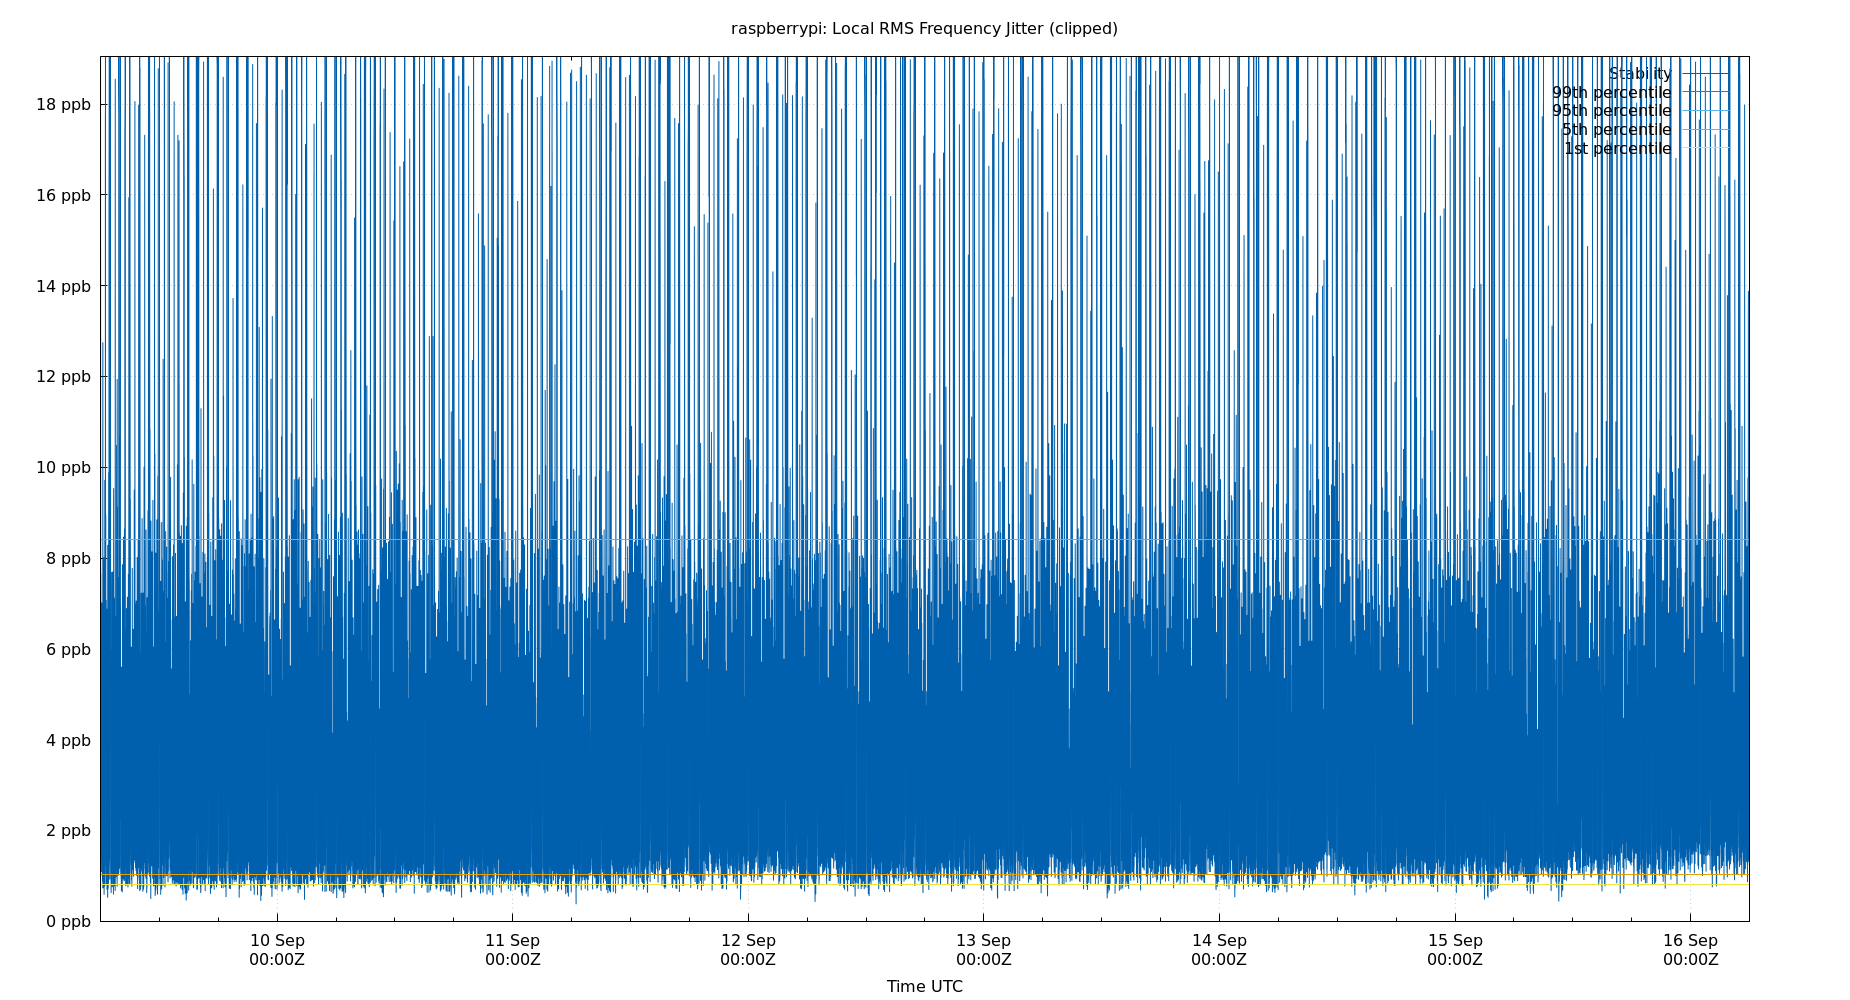 raspberrypi: Local RMS Frequency Jitter (clipped)
Stability
99th percentile
95th percentile
5th percentile
1st percentile
18 ppb
16 ppb
14 ppb
12 ppb
10 ppb
8 ppb
6 ppb
4 ppb
2 ppb
0 ppb
10 Sep 11 Sep 12 Sep 13 Sep 14 Sep 15 Sep 16 Sep
00:00Z 00:00Z 00:00Z 00:00Z 00:00Z 00:00Z 00:00Z
Time UTC